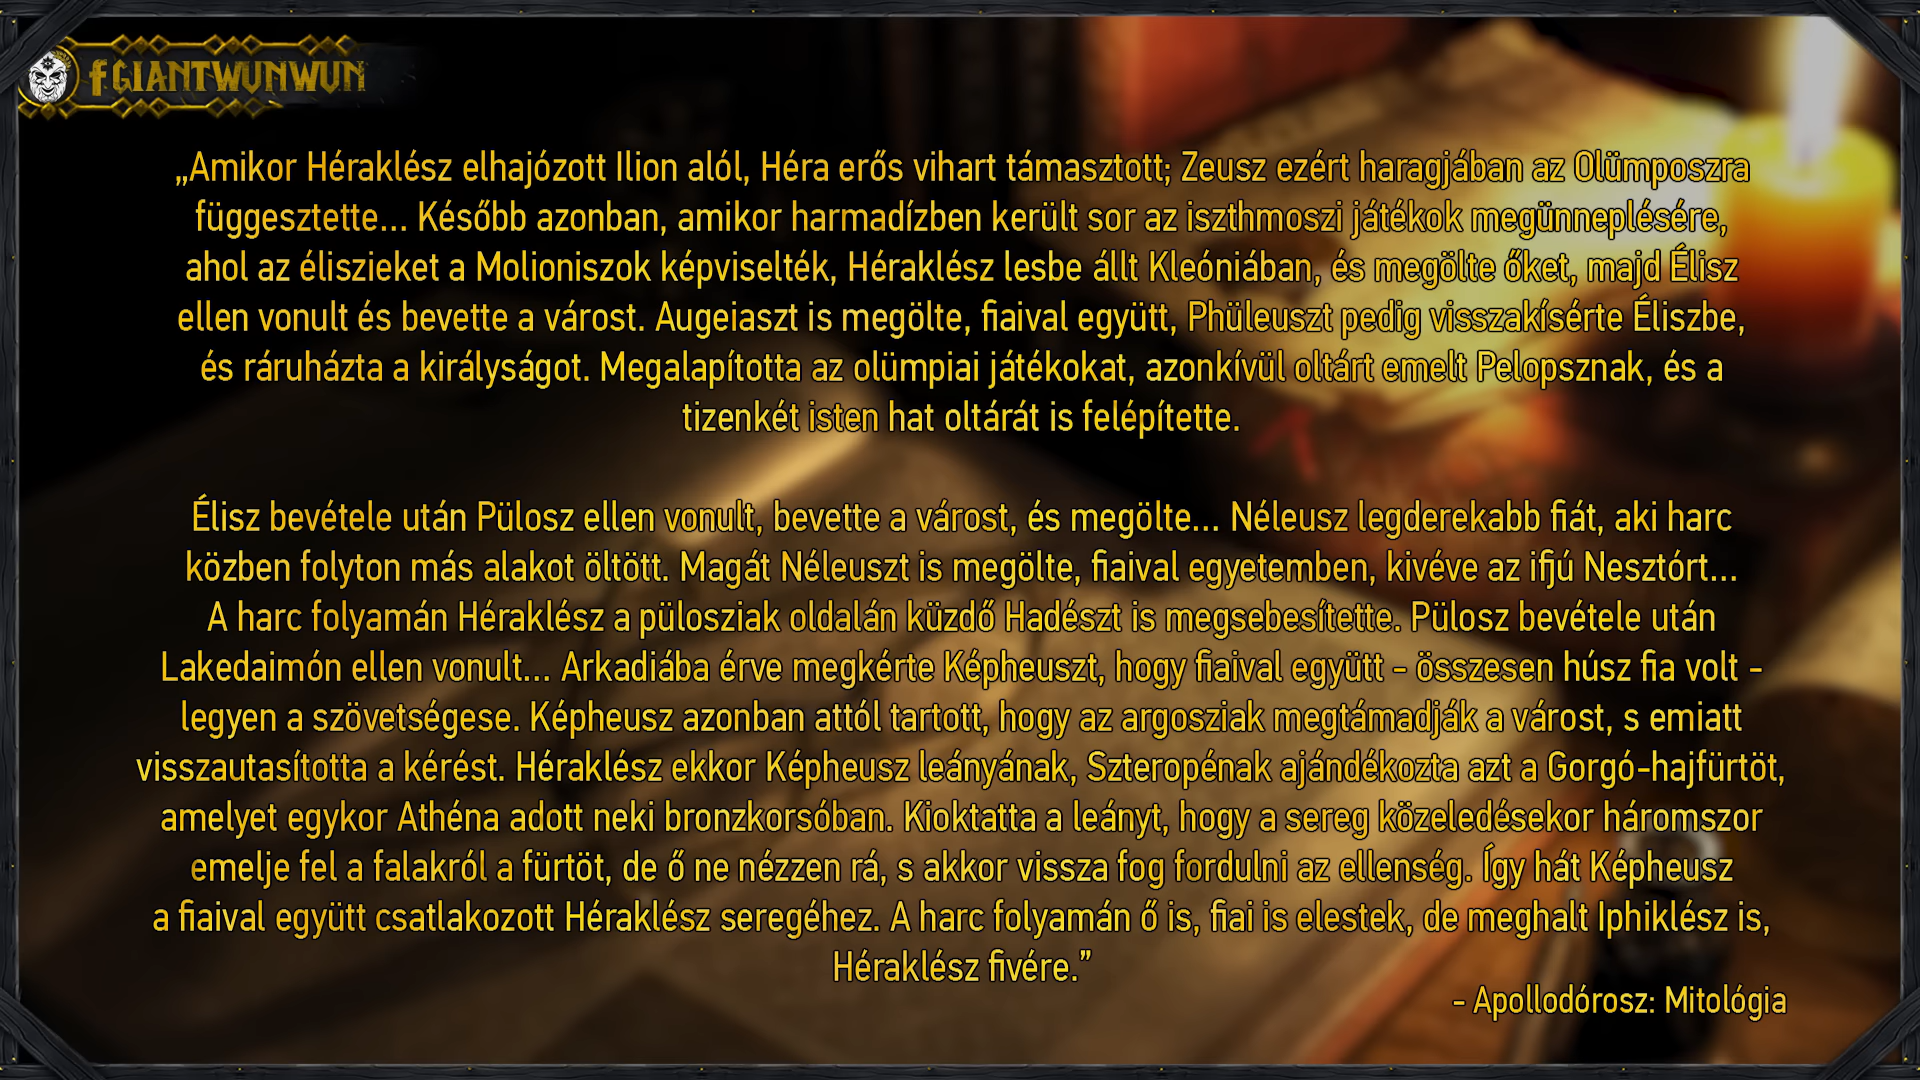 fGIANTWUNWUN
„Amikor Héraklész elhajózott Ilion alól, Héra erős vihart támasztott; Zeusz ezért haragjában az Olümposzra
függesztette... Később azonban, amikor harmadízben került sor az iszthmoszi játékok megünneplésére,
ahol az éliszieket a Molioniszok képviselték, Héraklész lesbe állt Kleóniában, és megölte őket, majd Élisz
ellen vonult és bevette a várost. Augeiaszt is megölte, fiaival együtt, Phüleuszt pedig visszakísérte Éliszbe,
és ráruházta a királyságot. Megalapította az olümpiai játékokat, azonkívül oltárt emelt Pelopsznak, és a
tizenkét isten hat oltárát is felépítette.
Élisz bevétele után Pülosz ellen vonult, bevette a várost, és megölte... Néleusz legderekabb fiát, aki harc
közben folyton más alakot öltött. Magát Néleuszt is megölte, fiaival egyetemben, kivéve az ifjú Nesztórt...
A harc folyamán Héraklész a pülosziak oldalán küzdő Hadészt is megsebesítette. Pülosz bevétele után
Lakedaimón ellen vonult... Arkadiába érve megkérte Képheuszt, hogy fiaival együtt - összesen húsz fia volt -
legyen a szövetségese. Képheusz azonban attól tartott, hogy az argosziak megtámadják a várost, s emiatt
visszautasította a kérést. Héraklész ekkor Képheusz leányának, Szteropénak ajándékozta azt a Gorgó-hajfürtöt,
amelyet egykor Athéna adott neki bronzkorsóban. Kioktatta a leányt, hogy a sereg közeledésekor háromszor
emelje fel a falakról a fürtöt, de ő ne nézzen rá, s akkor vissza fog fordulni az ellenség. Így hát Képheusz
a fiaival együtt csatlakozott Héraklész seregéhez. A harc folyamán ő is, fiai is elestek, de meghalt Iphiklész is,
Héraklész fivére.”
- Apollodórosz: Mitológia